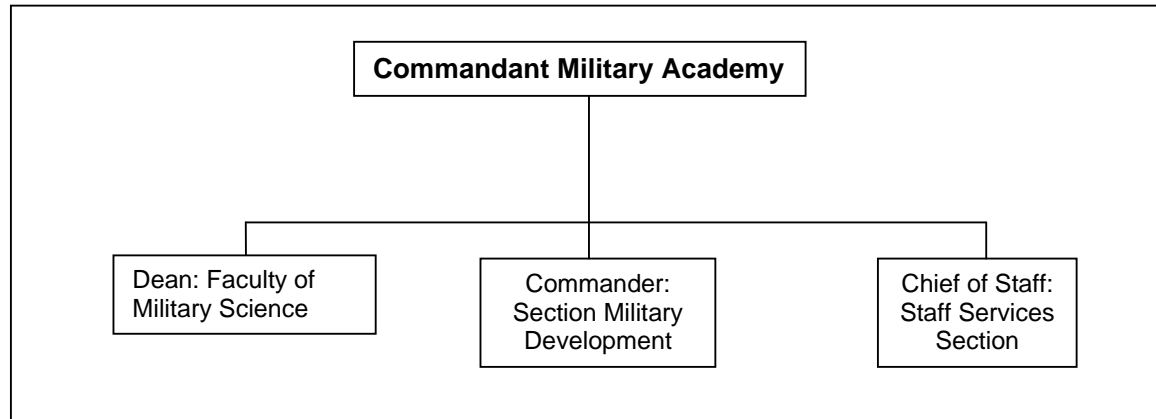 Commandant Military Academy
Dean: Faculty of
Military Science
Commander:
Section Military
Development
Chief of Staff:
Staff Services
Section